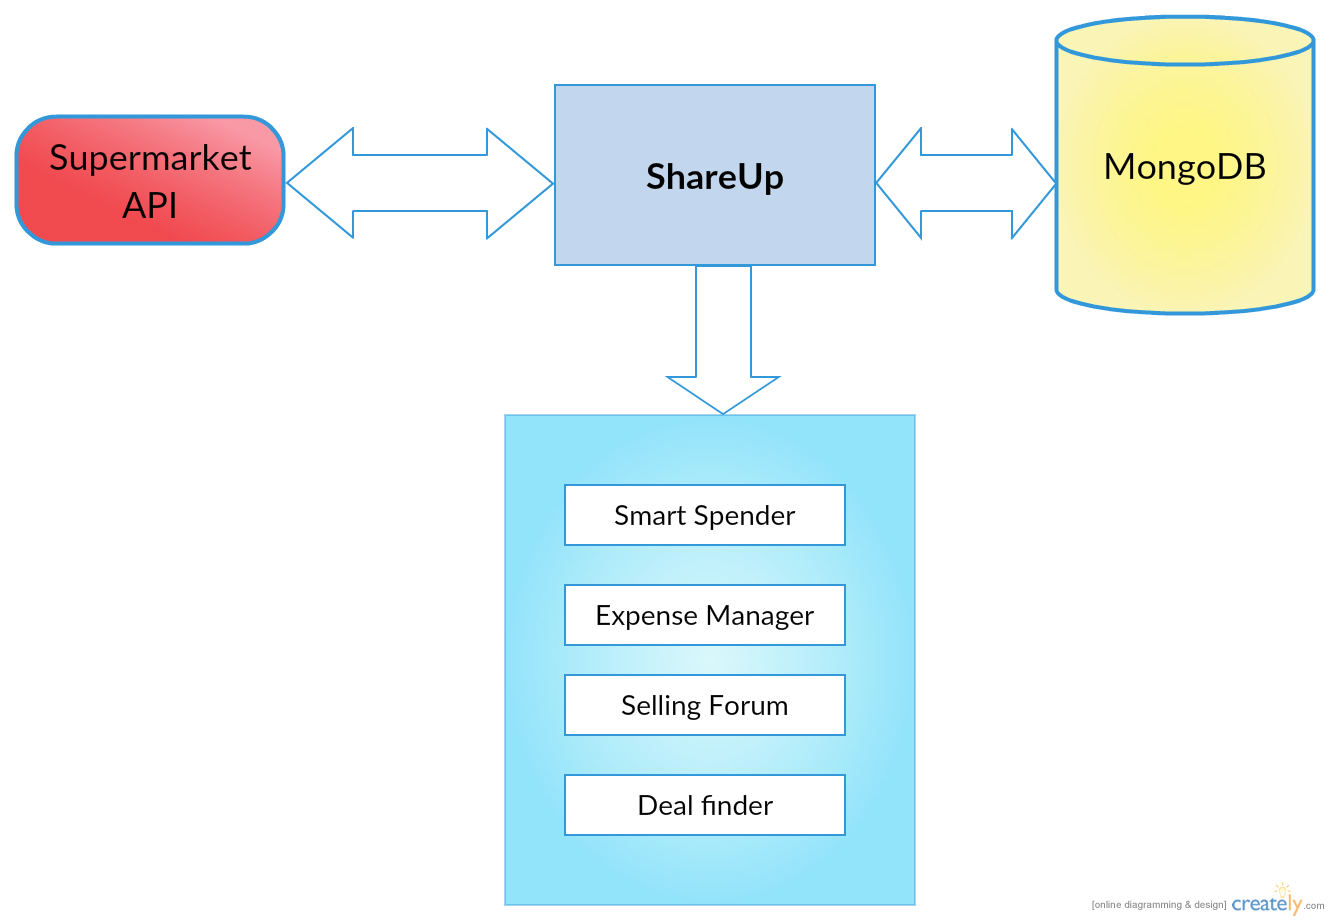 Supermarket
API
ShareUp
MongoDB
Smart Spender
Expense Manager
Selling Forum
Deal finder
[online diagramming & design] creately.com